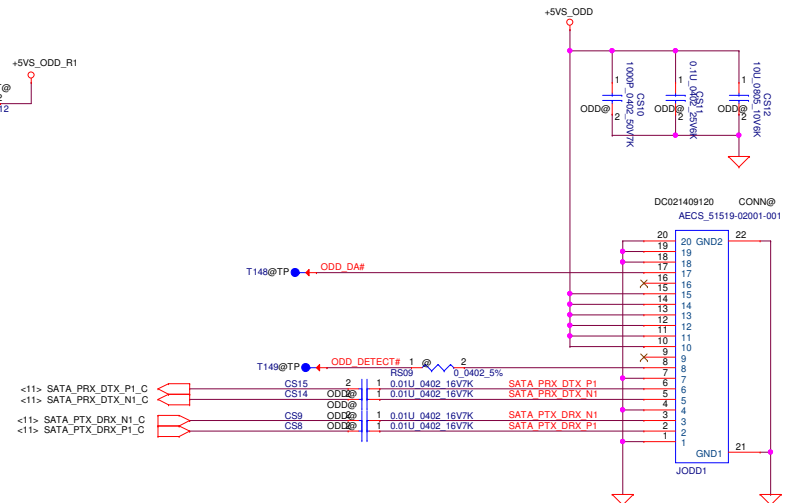 +5VS_ODD
+5VS_ODD_R1
@
2
12
1
1000P_0402_50V7K
CS10
ODD@
2
1
0.1U_0402_25V6K
CS11
ODD@
2
1
10U_0805_10V6K
CS12
ODD@
2
DC021409120 CONN@
AECS_51519-02001-001
20 20 GND2 22
19 19
18 18
T148@TP ODD_DA# 17 17
16 16
15 15
14 14
13 13
12 12
11 11
10 10
9 9
T149@TP ODD_DETECT# 1 @ 2 8 8
RS09 0_0402_5%
7 7
<11> SATA_PRX_DTX_P1_C CS15 2 1 0.01U_0402_16V7K SATA_PRX_DTX_P1 6 6
<11> SATA_PRX_DTX_N1_C CS14 ODD@ 1 0.01U_0402_16V7K SATA_PRX_DTX_N1 5 5
ODD@ 4 4
<11> SATA_PTX_DRX_N1_C CS9 ODD@ 1 0.01U_0402_16V7K SATA_PTX_DRX_N1 3 3
<11> SATA_PTX_DRX_P1_C CS8 ODD@ 1 0.01U_0402_16V7K SATA_PTX_DRX_P1 2 2
1 1
GND1 21
JODD1